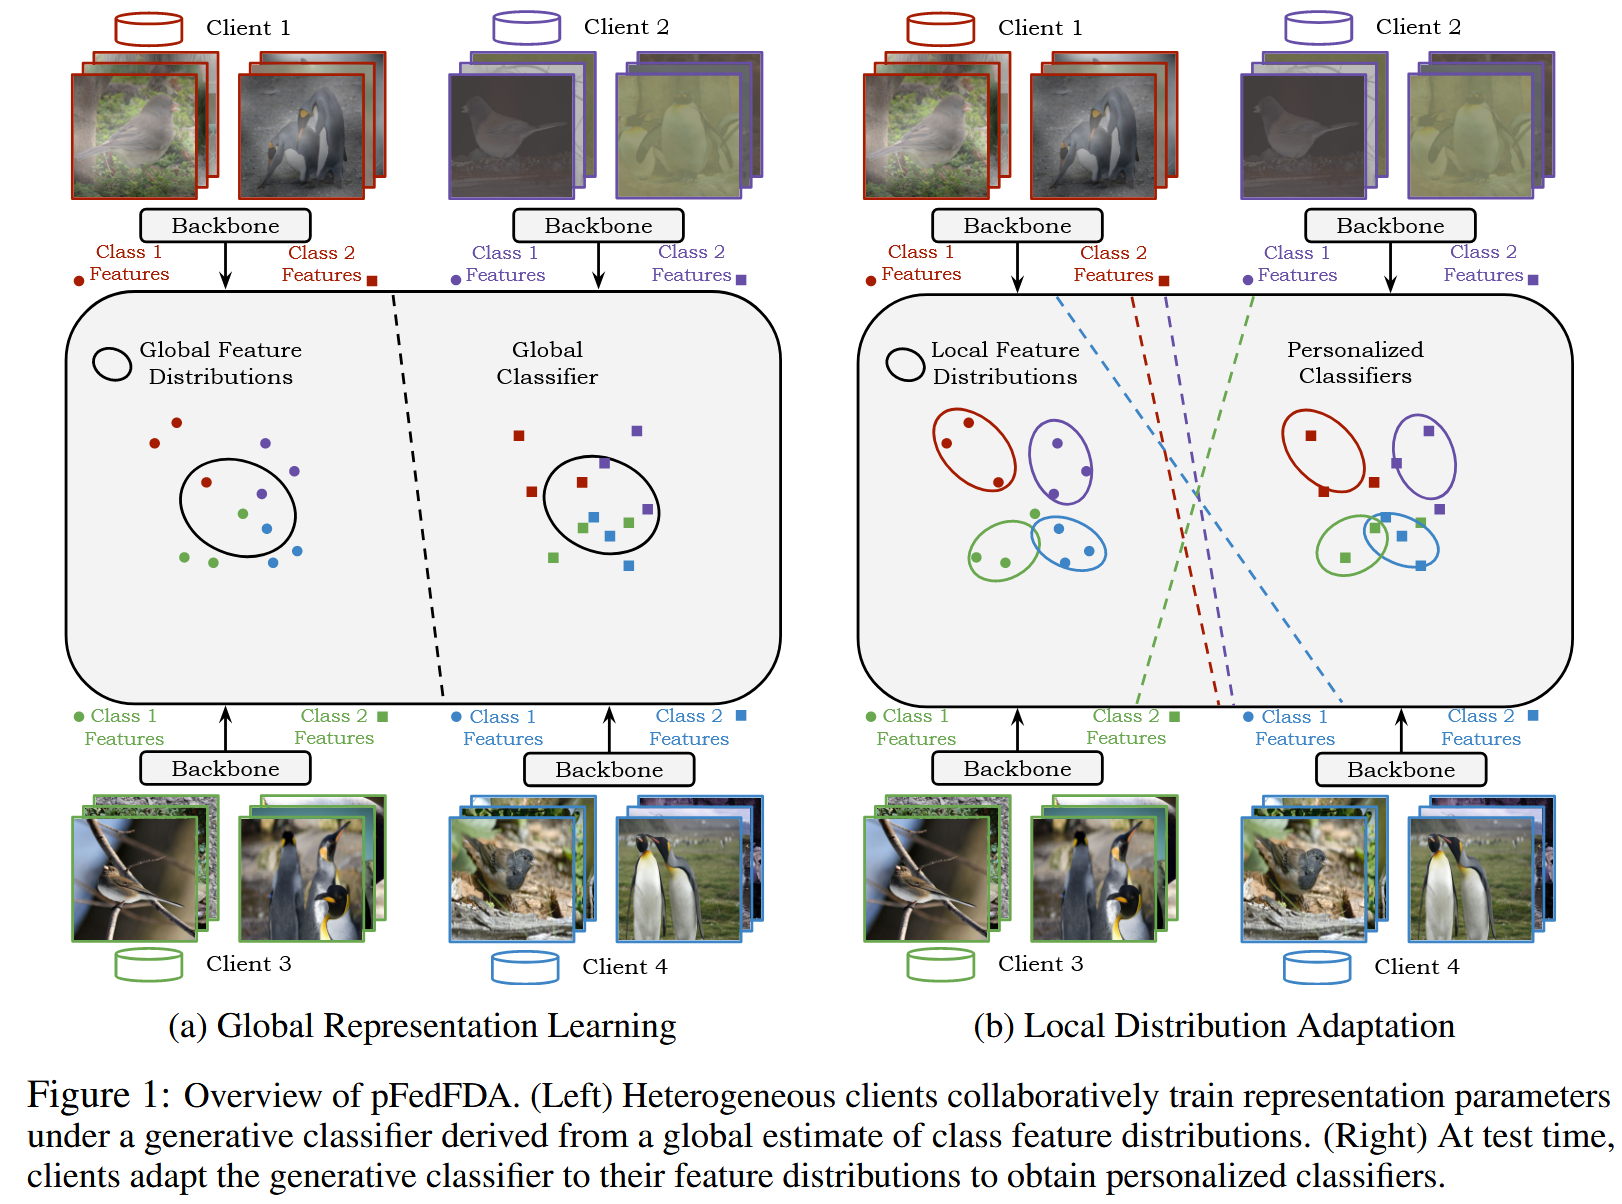 Client 1
Client 2
Backbone
Backbone
Class 1
Features
Class 2
Features
Class 1
Features
Class 2
Features
Global Feature
Distributions
Global
Classifier
Class 1
Features
Class 2
Features
Class 1
Features
Class 2
Features
Backbone
Backbone
Client 3
Client 4
(a) Global Representation Learning
Client 1
Client 2
Backbone
Backbone
Class 1
Features
Class 2
Features
Class 1
Features
Class 2
Features
Local Feature
Distributions
Personalized
Classifiers
Class 1
Features
Class 2
Features
Class 1
Features
Class 2
Features
Backbone
Backbone
Client 3
Client 4
(b) Local Distribution Adaptation
Figure 1: Overview of pFedFDA. (Left) Heterogeneous clients collaboratively train representation parameters
under a generative classifier derived from a global estimate of class feature distributions. (Right) At test time,
clients adapt the generative classifier to their feature distributions to obtain personalized classifiers.